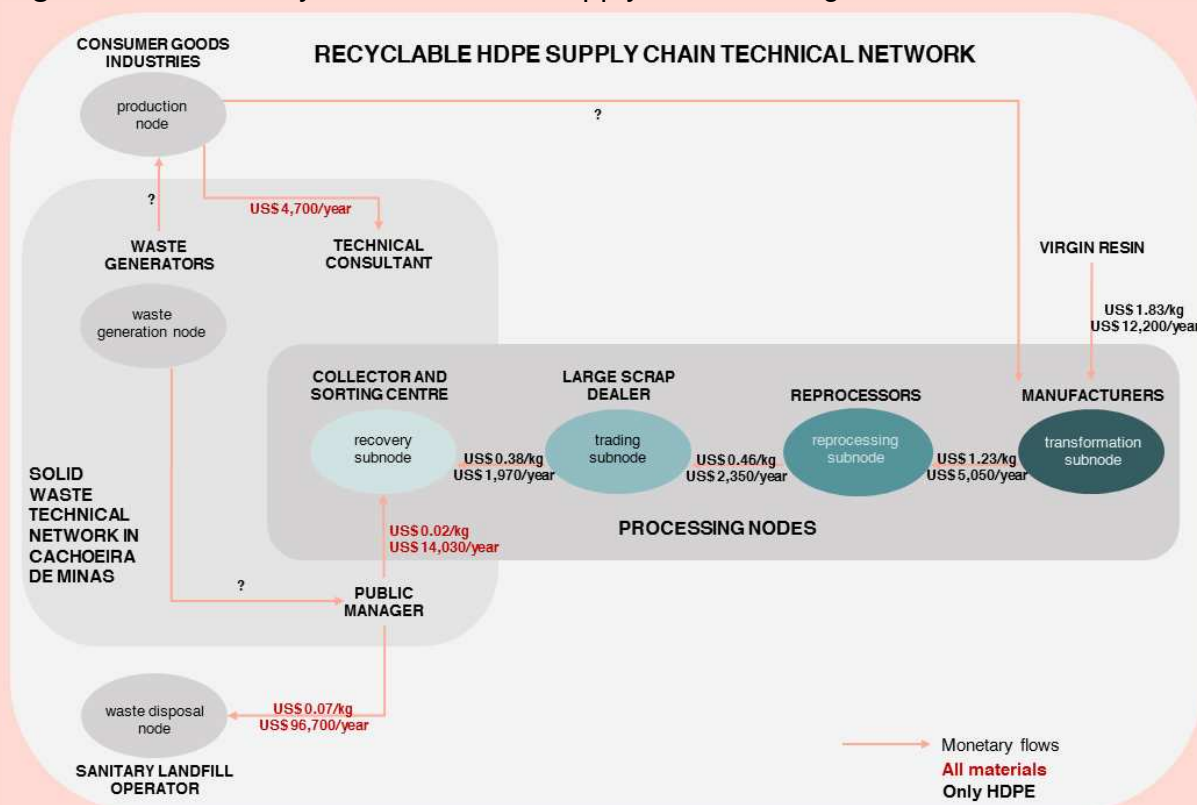 CONSUMER GOODS
INDUSTRIES
RECYCLABLE HDPE SUPPLY CHAIN TECHNICAL NETWORK
production
node
?
?
US$ 4,700/year
WASTE
GENERATORS
TECHNICAL
CONSULTANT
VIRGIN RESIN
waste
generation node
US$ 1.83/kg
US$ 12,200/year
COLLECTOR AND
SORTING CENTRE
LARGE SCRAP
DEALER
REPROCESSORS
MANUFACTURERS
recovery
subnode
US$ 0.38/kg
US$ 1,970/year
trading
subnode
US$ 0.46/kg
US$ 2,350/year
reprocessing
subnode
US$ 1.23/kg
US$ 5,050/year
transformation
subnode
SOLID
WASTE
TECHNICAL
NETWORK IN
CACHOEIRA
DE MINAS
US$ 0.02/kg
US$ 14,030/year
PROCESSING NODES
?
PUBLIC
MANAGER
waste disposal
node
US$ 0.07/kg
US$ 96,700/year
SANITARY LANDFILL
OPERATOR
Monetary flows
All materials
Only HDPE